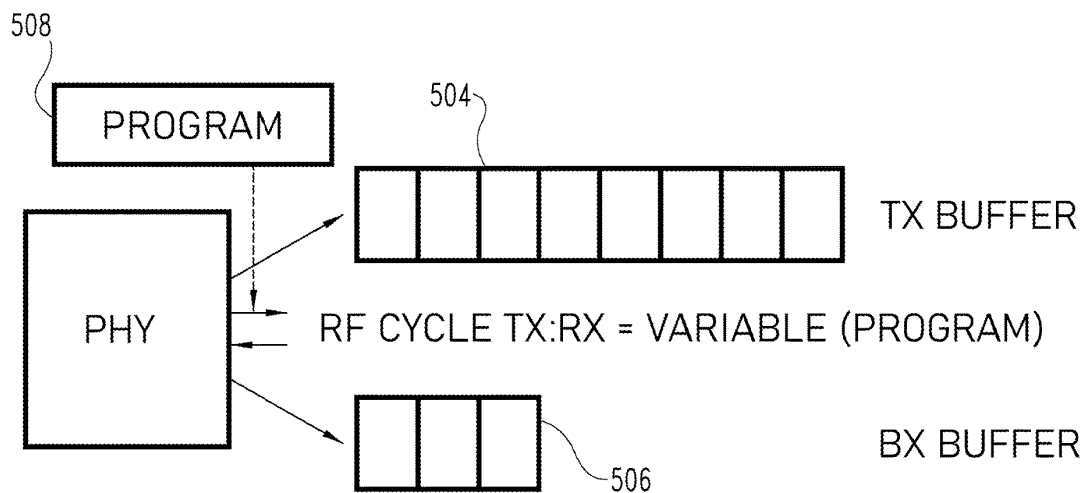 508
PROGRAM
504
TX BUFFER
PHY
RF CYCLE TX:RX = VARIABLE (PROGRAM)
BX BUFFER
506